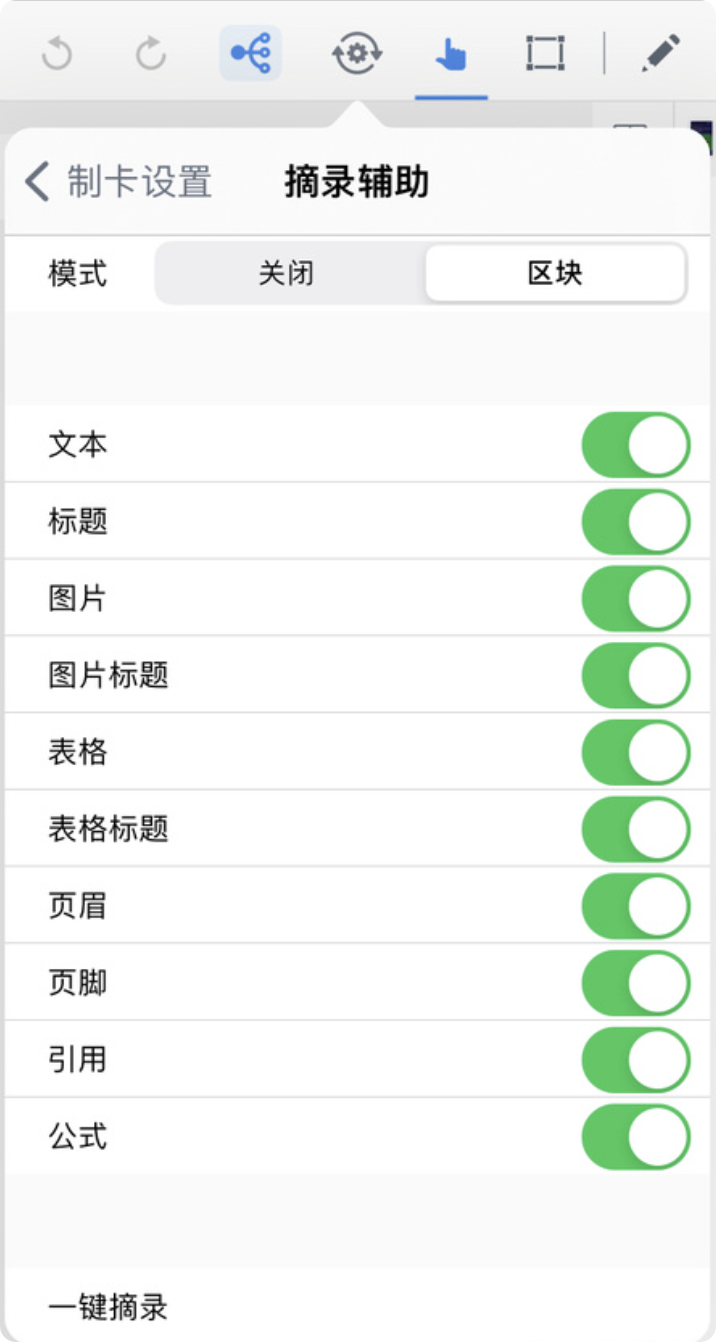 制卡设置 摘录辅助
模式 关闭 区块
文本
标题
图片
图片标题
表格
表格标题
页眉
页脚
引用
公式
一键摘录